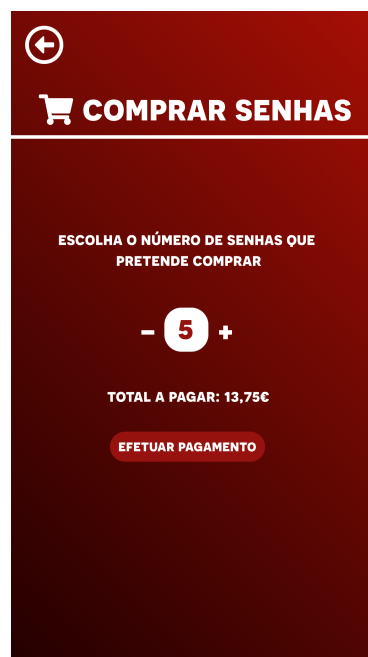 COMPRAR SENHAS
ESCOLHA O NÚMERO DE SENHAS QUE
PRETENDE COMPRAR
– 5 +
TOTAL A PAGAR: 13,75€
EFETUAR PAGAMENTO